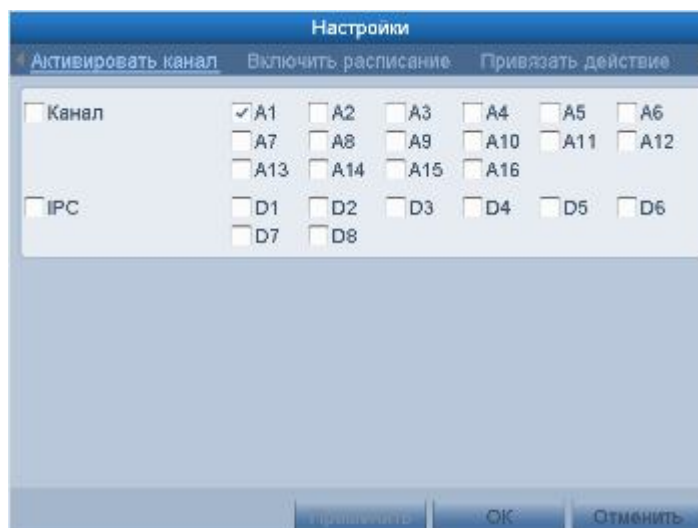 Настройки
Активировать канал Включить расписание Привязать действие
Канал A1 A2 A3 A4 A5 A6
A7 A8 A9 A10 A11 A12
A13 A14 A15 A16
IPC D1 D2 D3 D4 D5 D6
D7 D8
Применить OK Отменить